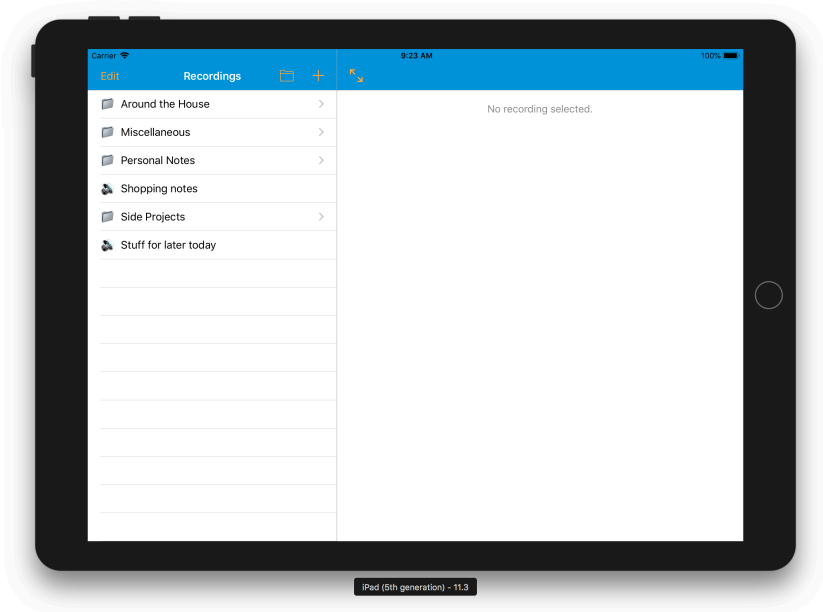 Carrier 9:23 AM 100%
Edit Recordings
Around the House
No recording selected.
Miscellaneous
Personal Notes
Shopping notes
Side Projects
Stuff for later today
iPad (5th generation) - 11.3